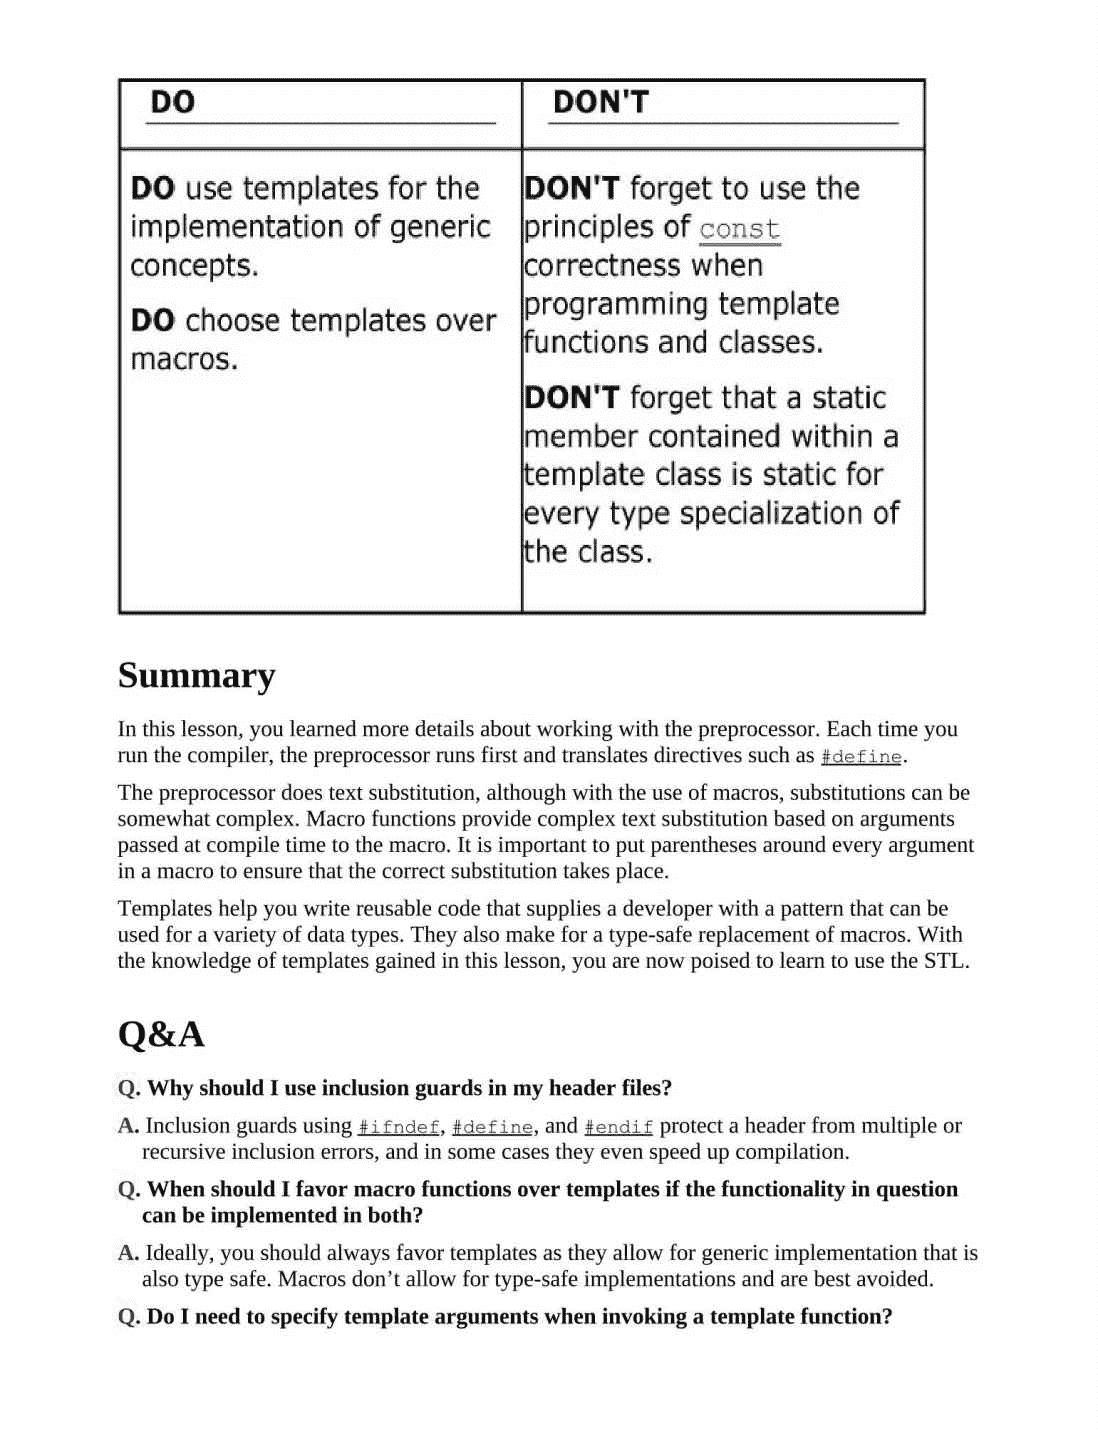 DO
DON'T
DO use templates for the
implementation of generic
concepts.
DO choose templates over
macros.
DON'T forget to use the
principles of const
correctness when
programming template
functions and classes.
DON'T forget that a static
member contained within a
template class is static for
every type specialization of
the class.
Summary
In this lesson, you learned more details about working with the preprocessor. Each time you
run the compiler, the preprocessor runs first and translates directives such as #define.
The preprocessor does text substitution, although with the use of macros, substitutions can be
somewhat complex. Macro functions provide complex text substitution based on arguments
passed at compile time to the macro. It is important to put parentheses around every argument
in a macro to ensure that the correct substitution takes place.
Templates help you write reusable code that supplies a developer with a pattern that can be
used for a variety of data types. They also make for a type-safe replacement of macros. With
the knowledge of templates gained in this lesson, you are now poised to learn to use the STL.
Q&A
Q. Why should I use inclusion guards in my header files?
A. Inclusion guards using #ifndef, #define, and #endif protect a header from multiple or
recursive inclusion errors, and in some cases they even speed up compilation.
Q. When should I favor macro functions over templates if the functionality in question
can be implemented in both?
A. Ideally, you should always favor templates as they allow for generic implementation that is
also type safe. Macros don’t allow for type-safe implementations and are best avoided.
Q. Do I need to specify template arguments when invoking a template function?